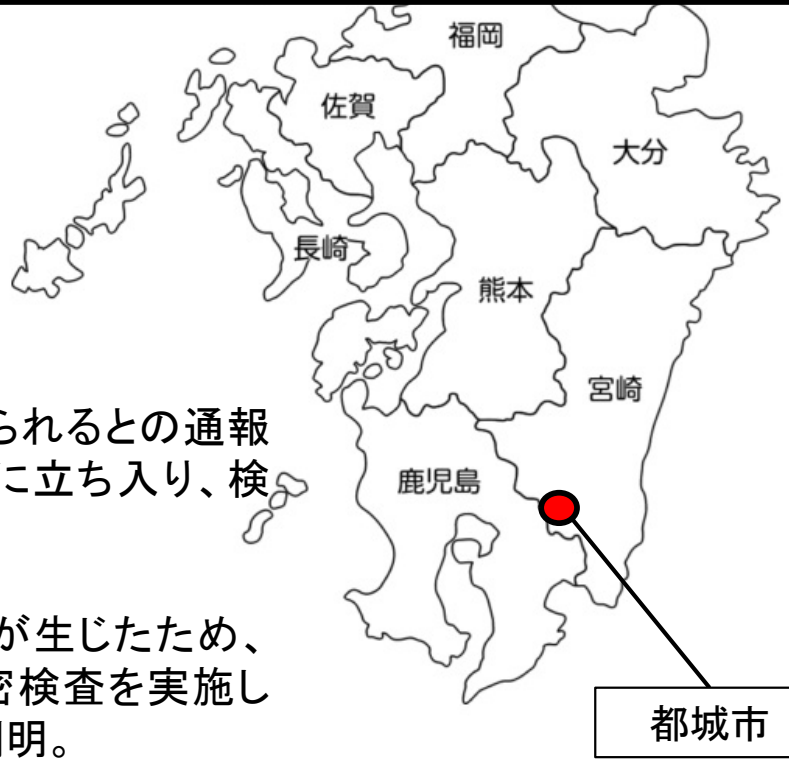 福岡
佐賀
大分
長崎
熊本
宮崎
鹿児島
られるとの通報
に立ち入り、検
が生じたため、
密検査を実施し
明。
都城市